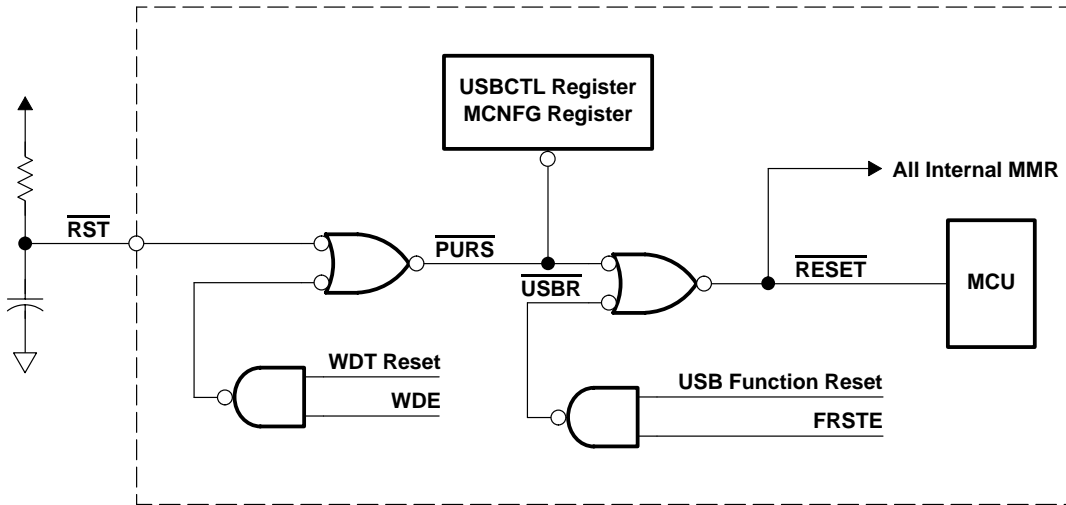 USBCTL Register
MCNFG Register
All Internal MMR
RST
PURS
USBR
RESET
MCU
WDT Reset
WDE
USB Function Reset
FRSTE